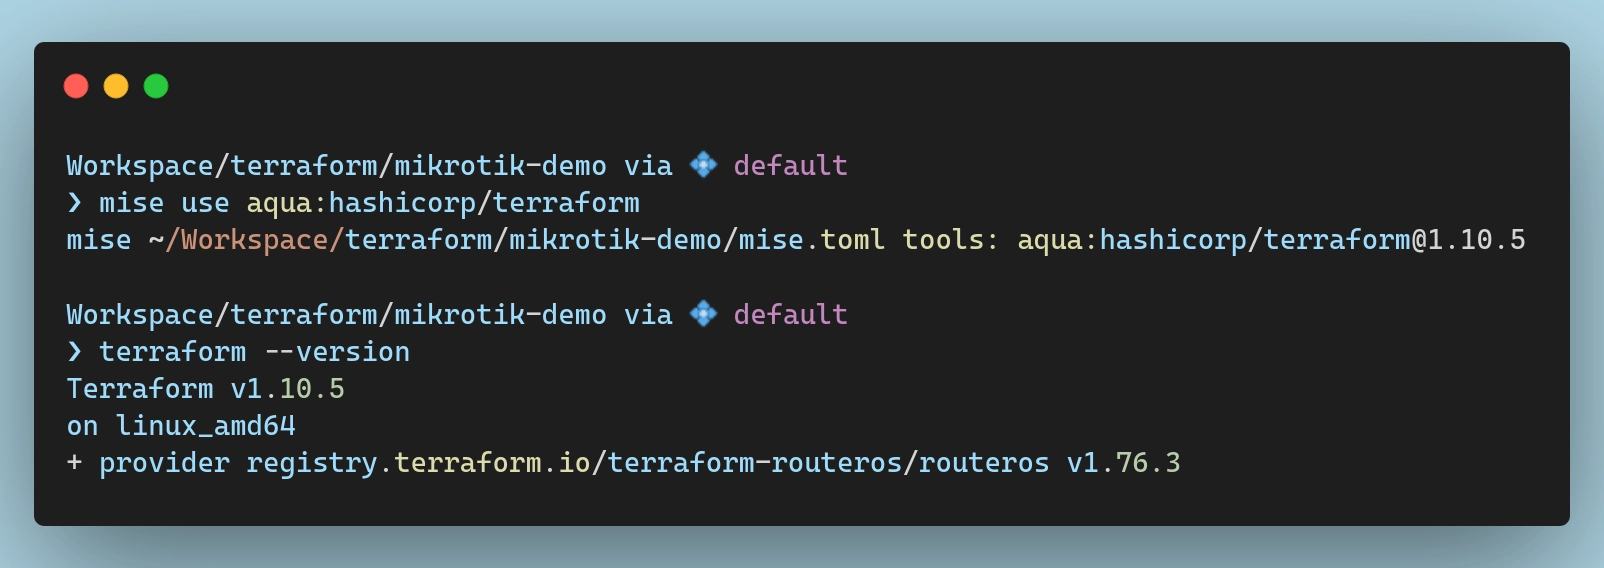 Workspace/terraform/mikrotik-demo via 💠 default
❯ mise use aqua:hashicorp/terraform
mise ~/Workspace/terraform/mikrotik-demo/mise.toml tools: aqua:hashicorp/terraform@1.10.5
Workspace/terraform/mikrotik-demo via 💠 default
❯ terraform --version
Terraform v1.10.5
on linux_amd64
+ provider registry.terraform.io/terraform-routeros/routeros v1.76.3